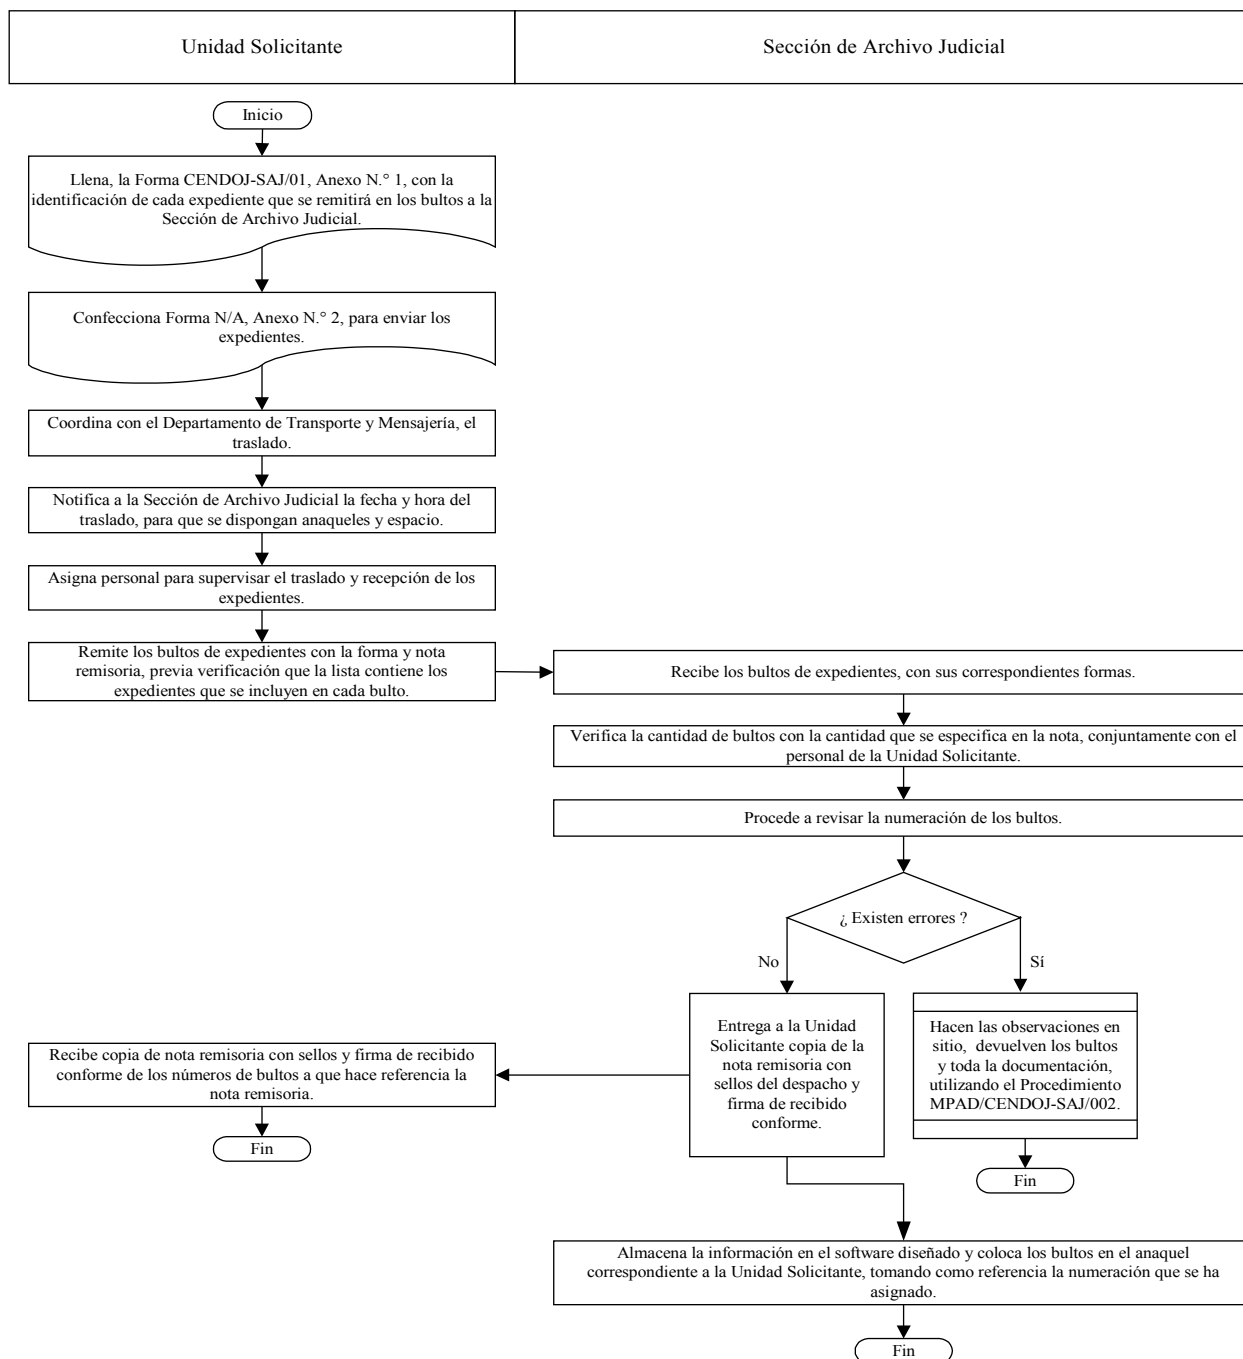 Unidad Solicitante
Sección de Archivo Judicial
Inicio
Llena, la Forma CENDOJ-SAJ/01, Anexo N.° 1, con la
identificación de cada expediente que se remitirá en los bultos a la
Sección de Archivo Judicial.
Confecciona Forma N/A, Anexo N.° 2, para enviar los
expedientes.
Coordina con el Departamento de Transporte y Mensajería, el
traslado.
Notifica a la Sección de Archivo Judicial la fecha y hora del
traslado, para que se dispongan anaqueles y espacio.
Asigna personal para supervisar el traslado y recepción de los
expedientes.
Remite los bultos de expedientes con la forma y nota
remisoria, previa verificación que la lista contiene los
expedientes que se incluyen en cada bulto.
Recibe los bultos de expedientes, con sus correspondientes formas.
Verifica la cantidad de bultos con la cantidad que se especifica en la nota, conjuntamente con el
personal de la Unidad Solicitante.
Procede a revisar la numeración de los bultos.
¿ Existen errores ?
No
Sí
Entrega a la Unidad
Solicitante copia de la
nota remisoria con
sellos del despacho y
firma de recibido
conforme.
Hacen las observaciones en
sitio, devuelven los bultos
y toda la documentación,
utilizando el Procedimiento
MPAD/CENDOJ-SAJ/002.
Recibe copia de nota remisoria con sellos y firma de recibido
conforme de los números de bultos a que hace referencia la
nota remisoria.
Fin
Fin
Almacena la información en el software diseñado y coloca los bultos en el anaquel
correspondiente a la Unidad Solicitante, tomando como referencia la numeración que se ha
asignado.
Fin